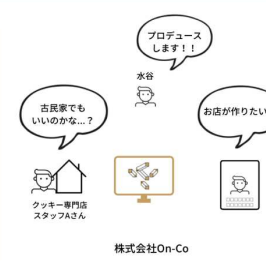 プロデュース
します！！
水谷
古民家でも
いいのかな...？
お店が作りたい
クッキー専門店
スタッフAさん
株式会社On-Co